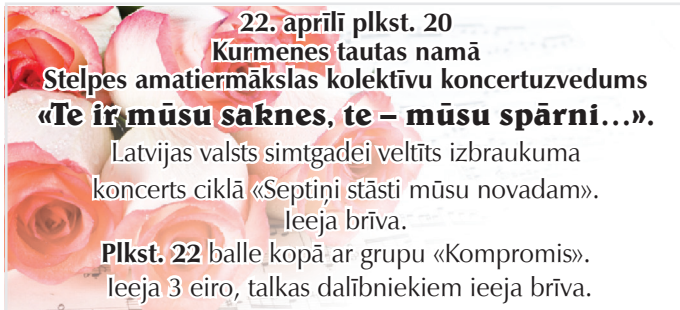 22. aprīlī plkst. 20
Kurmenes tautas namā
Stelpes amatiermākslas kolektīvu koncertuzvedums
«Te ir mūsu saknes, te – mūsu spārni...».
Latvijas valsts simtgadei veltīts izbraukuma
koncerts ciklā «Septiņi stāsti mūsu novadam».
Ieeja brīva.
Plkst. 22 balle kopā ar grupu «Kompromis».
Ieeja 3 eiro, talkas dalībniekiem ieeja brīva.